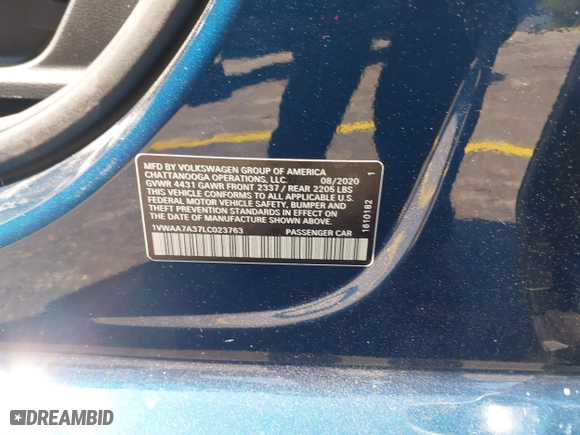 MFD BY VOLKSWAGEN GROUP OF AMERICA
CHATTANOOGA OPERATIONS, LLC. 08/2020
GVWR 4431 GAWR FRONT 2337 / REAR 2205 LBS
THIS VEHICLE CONFORMS TO ALL APPLICABLE U.S.
FEDERAL MOTOR VEHICLE SAFETY, BUMPER AND
THEFT PREVENTION STANDARDS IN EFFECT ON
THE DATE OF MANUFACTURE SHOWN ABOVE.
1VWAA7A37LC023763 PASSENGER CAR
1610182 1
DREAMBID